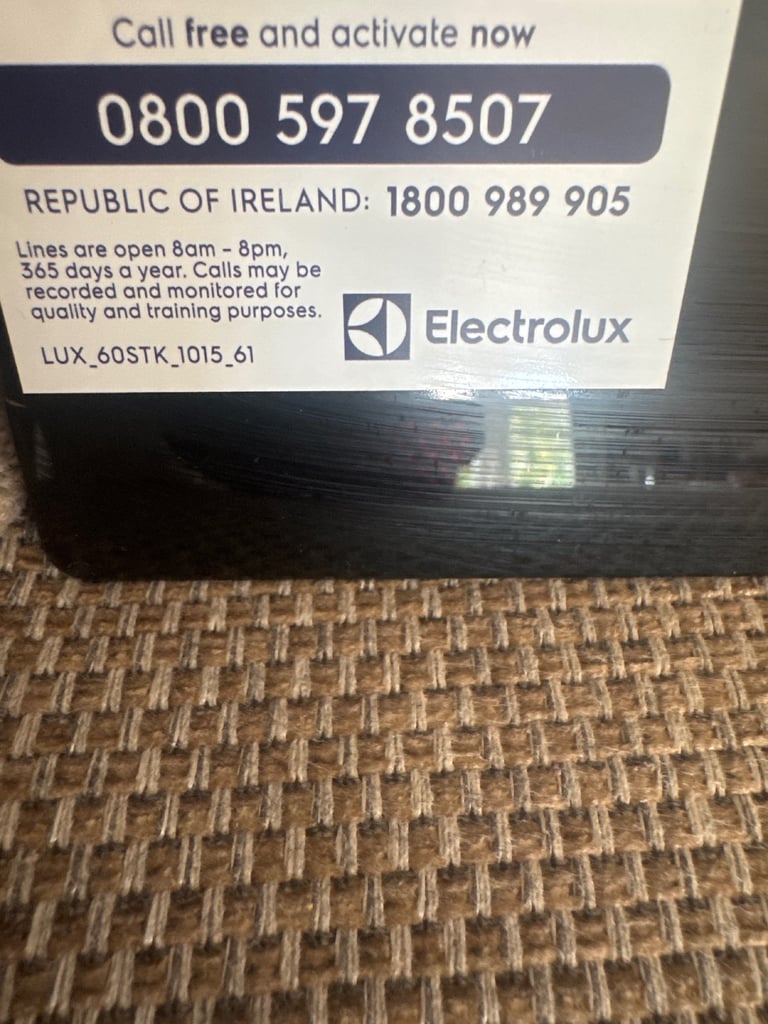 Call free and activate now
0800 597 8507
REPUBLIC OF IRELAND: 1800 989 905
Lines are open 8am - 8pm,
365 days a year. Calls may be
recorded and monitored for
quality and training purposes.
LUX_60STK_1015_61
Electrolux